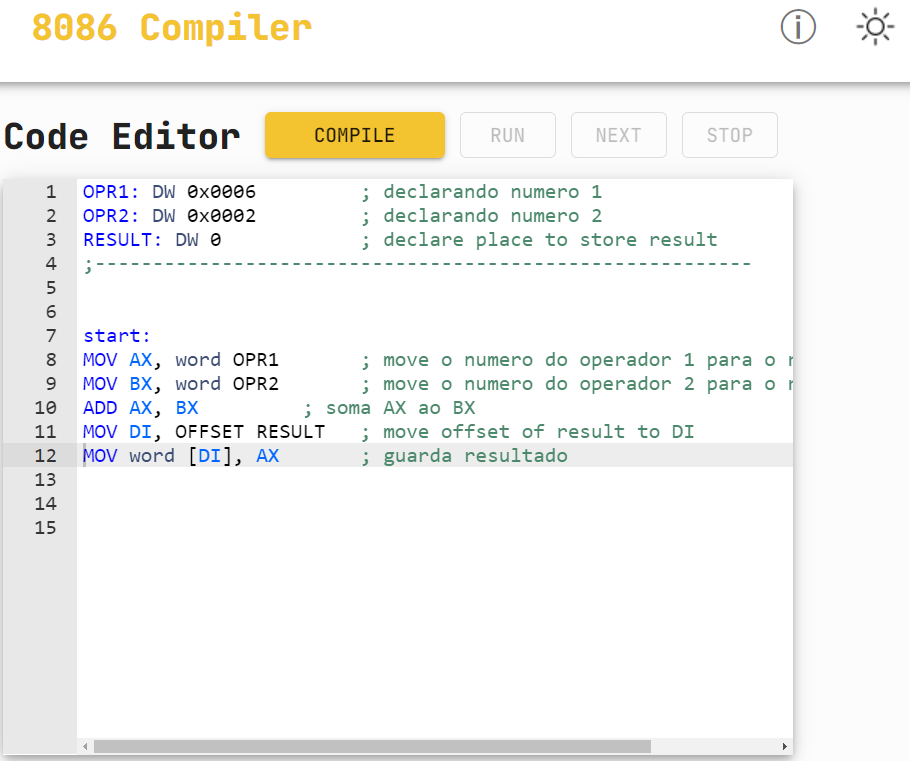 8086 Compiler
Code Editor COMPILE RUN NEXT STOP
1 OPR1: DW 0x0006 ; declarando numero 1
2 OPR2: DW 0x0002 ; declarando numero 2
3 RESULT: DW 0 ; declare place to store result
4 ;---------------------------------------------------------
5
6
7 start:
8 MOV AX, word OPR1 ; move o numero do operador 1 para o
9 MOV BX, word OPR2 ; move o numero do operador 2 para o
10 ADD AX, BX ; soma AX ao BX
11 MOV DI, OFFSET RESULT ; move offset of result to DI
12 MOV word [DI], AX ; guarda resultado
13
14
15